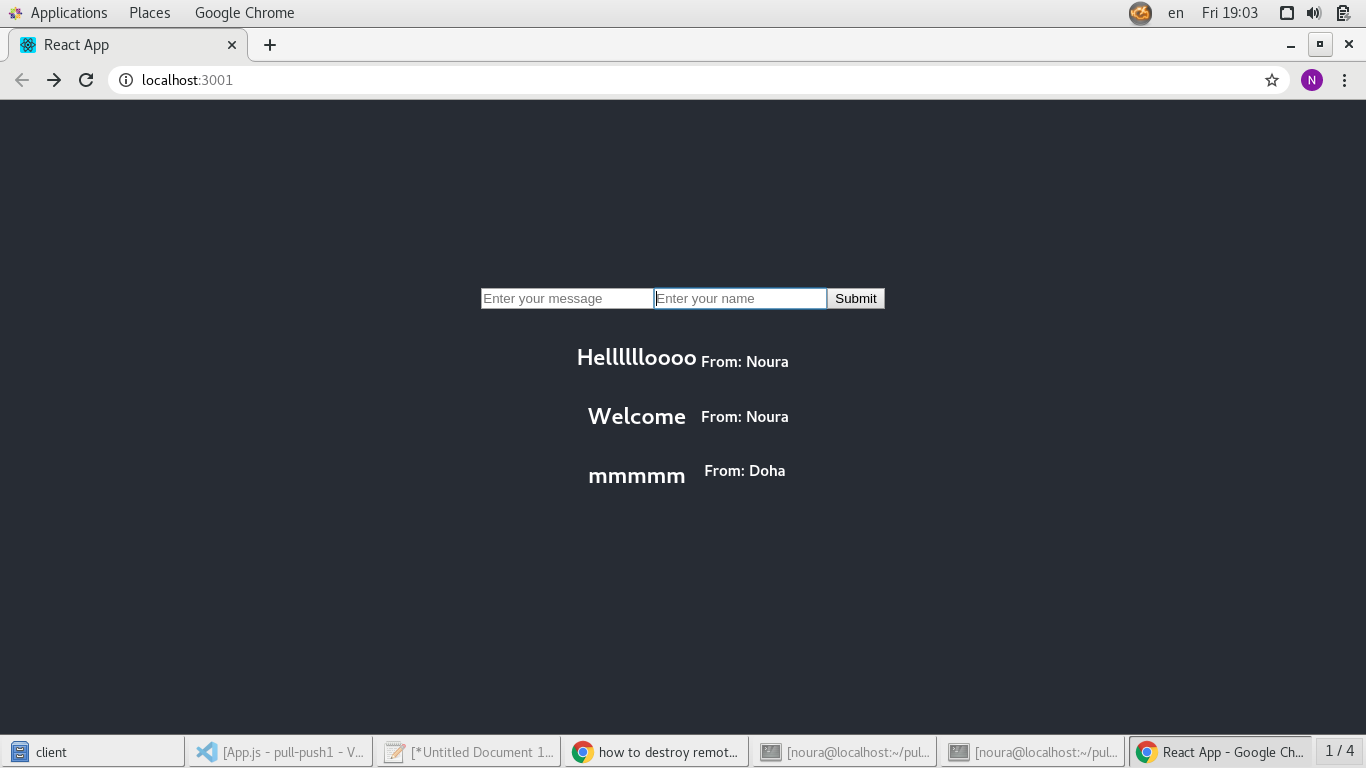 Applications Places Google Chrome en Fri 19:03
React App
localhost:3001
N
Enter your message Enter your name Submit
Helllllloooo From: Noura
Welcome From: Noura
mmmmm From: Doha
client [App.js - pull-push1 - V... [*Untitled Document 1... how to destroy remot... [noura@localhost:~/pul... [noura@localhost:~/pul... React App - Google Ch... 1 / 4